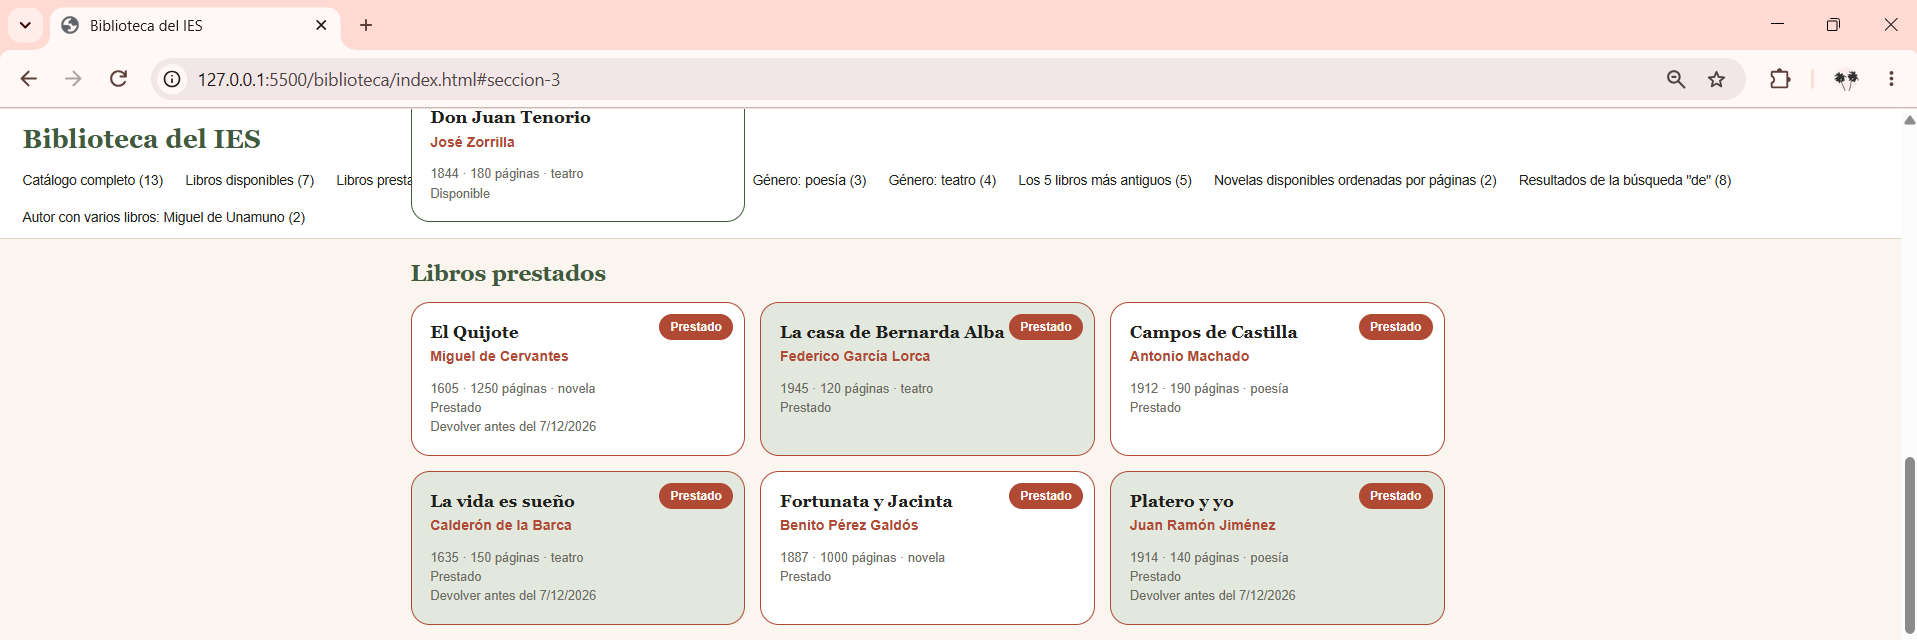 Biblioteca del IES
127.0.0.1:5500/biblioteca/index.html#seccion-3
Biblioteca del IES
Catálogo completo (13) Libros disponibles (7) Libros presta
Género: poesía (3) Género: teatro (4) Los 5 libros más antiguos (5) Novelas disponibles ordenadas por páginas (2) Resultados de la búsqueda "de" (8)
Autor con varios libros: Miguel de Unamuno (2)
Don Juan Tenorio
José Zorrilla
1844 · 180 páginas · teatro
Disponible
Libros prestados
El Quijote
Prestado
Miguel de Cervantes
1605 · 1250 páginas · novela
Prestado
Devolver antes del 7/12/2026
La casa de Bernarda Alba
Prestado
Federico García Lorca
1945 · 120 páginas · teatro
Prestado
Campos de Castilla
Prestado
Antonio Machado
1912 · 190 páginas · poesía
Prestado
La vida es sueño
Prestado
Calderón de la Barca
1635 · 150 páginas · teatro
Prestado
Devolver antes del 7/12/2026
Fortunata y Jacinta
Prestado
Benito Pérez Galdós
1887 · 1000 páginas · novela
Prestado
Platero y yo
Prestado
Juan Ramón Jiménez
1914 · 140 páginas · poesía
Prestado
Devolver antes del 7/12/2026